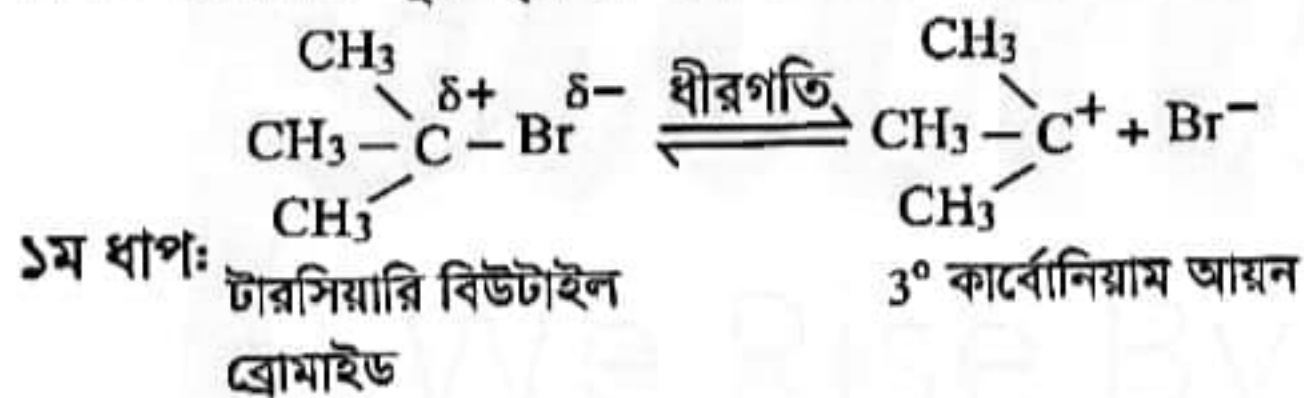 CH₃ CH₃
CH₃ – C^δ+ – Br^δ− ধীরগতি ⇌ CH₃ – C⁺ + Br⁻
CH₃ CH₃
১ম ধাপঃ টারসিয়ারি বিউটাইল 3° কার্বোনিয়াম আয়ন
ব্রোমাইড